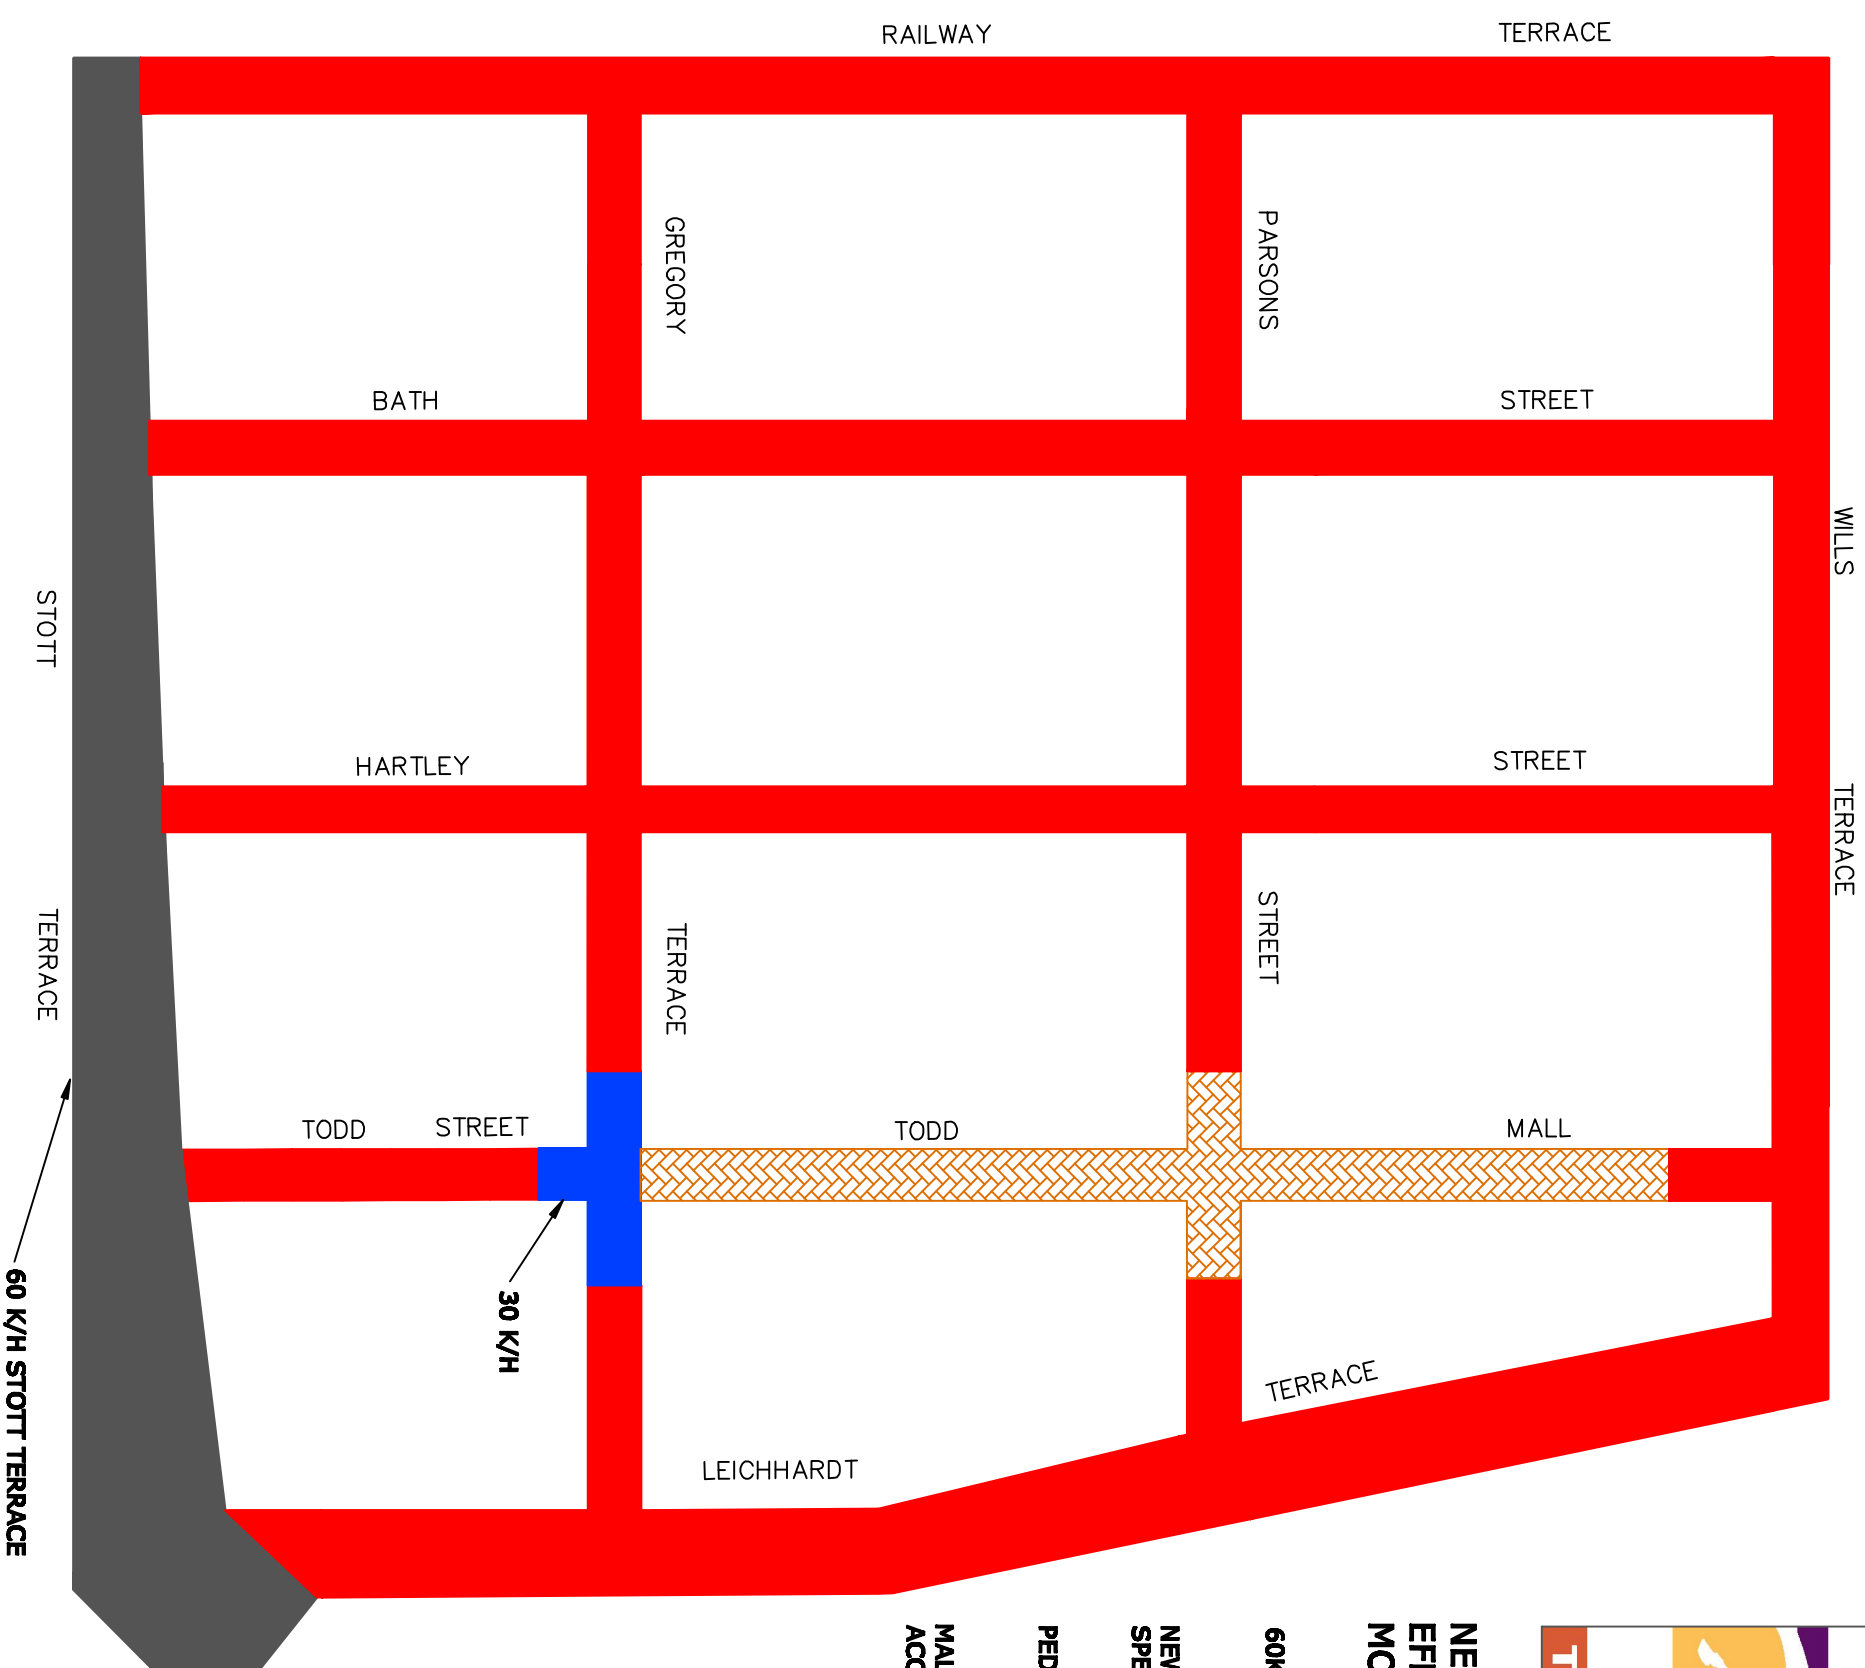 RAILWAY TERRACE
GREGORY
PARSONS
BATH STREET
WILLS
STOTT
HARTLEY STREET
TERRACE
STREET
TERRACE
TERRACE
TODD STREET TODD MALL
30 K/H
TERRACE
LEICHHARDT
60 K/H STOTT TERRACE